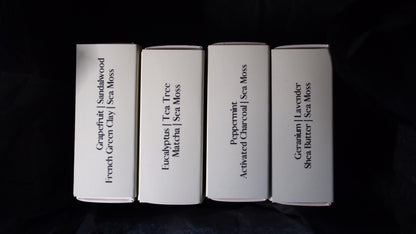 Grapefruit | Sandalwood
French Green Clay | Sea Moss
Eucalyptus | Tea Tree
Matcha | Sea Moss
Peppermint
Activated Charcoal | Sea Moss
Geranium | Lavender
Shea Butter | Sea Moss